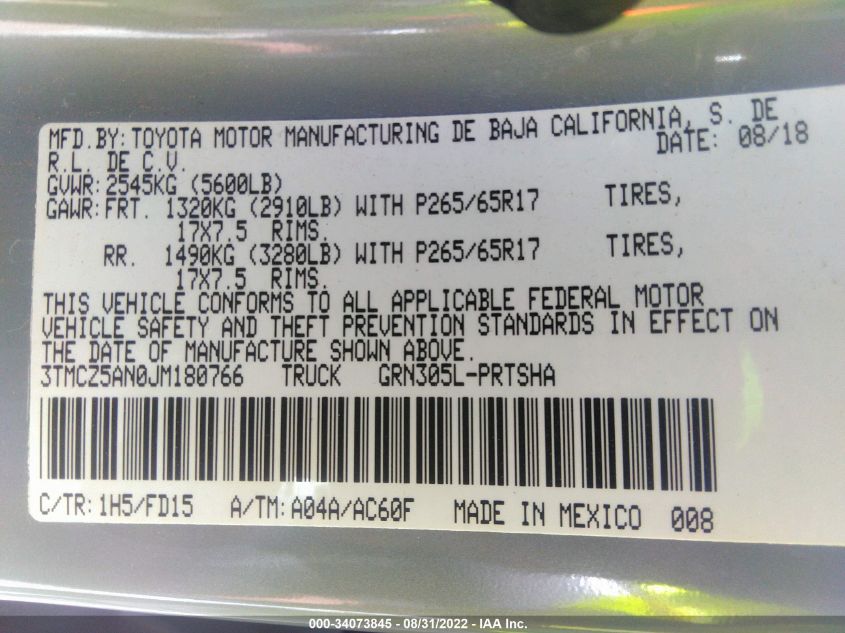 MFD.BY:TOYOTA MOTOR MANUFACTURING DE BAJA CALIFORNIA, S. DE
R.L. DE C.V. DATE: 08/18
GVWR:2545KG (5600LB)
GAWR:FRT. 1320KG (2910LB) WITH P265/65R17 TIRES,
17X7.5 RIMS.
RR. 1490KG (3280LB) WITH P265/65R17 TIRES,
17X7.5 RIMS.
THIS VEHICLE CONFORMS TO ALL APPLICABLE FEDERAL MOTOR
VEHICLE SAFETY AND THEFT PREVENTION STANDARDS IN EFFECT ON
THE DATE OF MANUFACTURE SHOWN ABOVE.
3TMCZ5AN0JM180766 TRUCK GRN305L-PRTSHA
C/TR:1H5/FD15 A/TM:A04A/AC60F MADE IN MEXICO 008
000-34073845 - 08/31/2022 - IAA Inc.